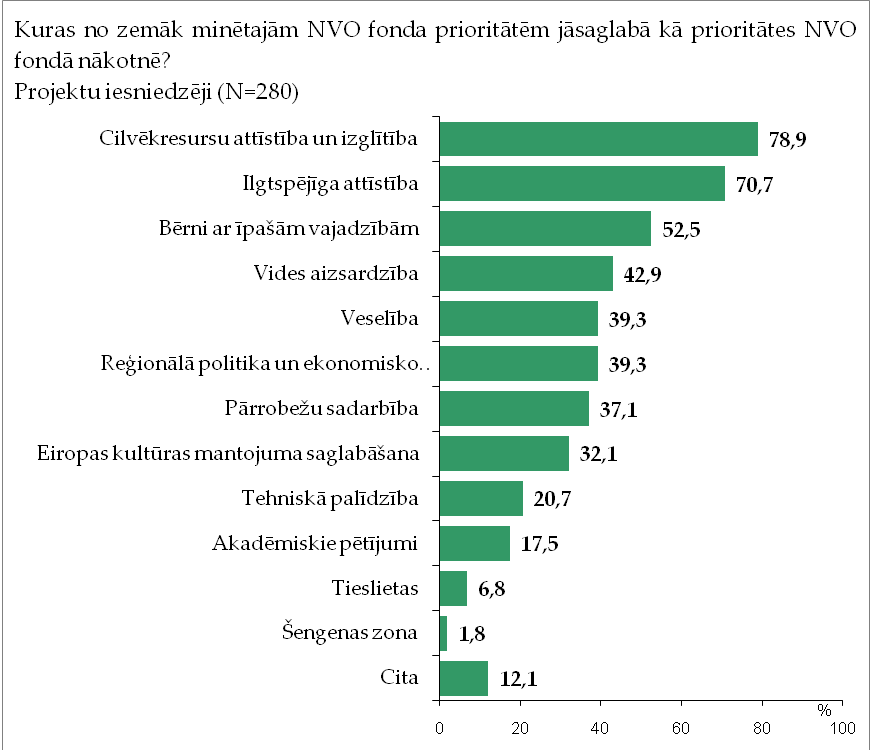 Kuras no zemāk minētajām NVO fonda prioritātēm jāsaglabā kā prioritātes NVO
fondā nākotnē?
Projektu iesniedzēji (N=280)
Cilvēkresursu attīstība un izglītība 78,9
Ilgtspējīga attīstība 70,7
Bērni ar īpašām vajadzībām 52,5
Vides aizsardzība 42,9
Veselība 39,3
Reģionālā politika un ekonomisko.. 39,3
Pārrobežu sadarbība 37,1
Eiropas kultūras mantojuma saglabāšana 32,1
Tehniskā palīdzība 20,7
Akadēmiskie pētījumi 17,5
Tieslietas 6,8
Šengenas zona 1,8
Cita 12,1
%
0 20 40 60 80 100